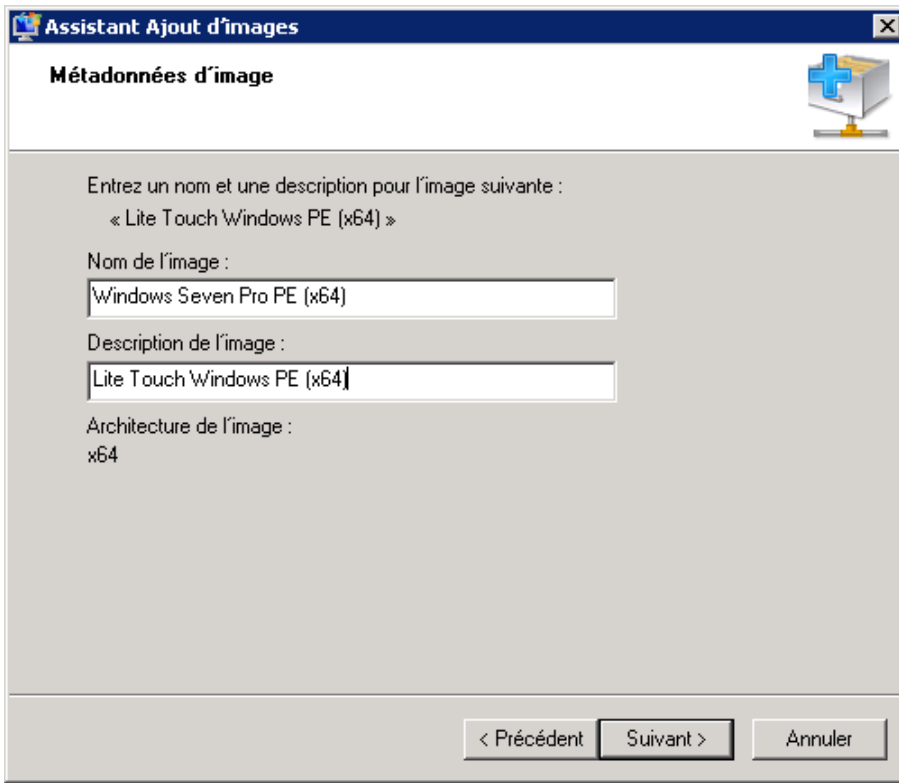 Assistant Ajout d'images
Métadonnées d'image
Entrez un nom et une description pour l'image suivante :
« Lite Touch Windows PE (x64) »
Nom de l'image :
Windows Seven Pro PE (x64)
Description de l'image :
Lite Touch Windows PE (x64)
Architecture de l'image :
x64
< Précédent
Suivant >
Annuler